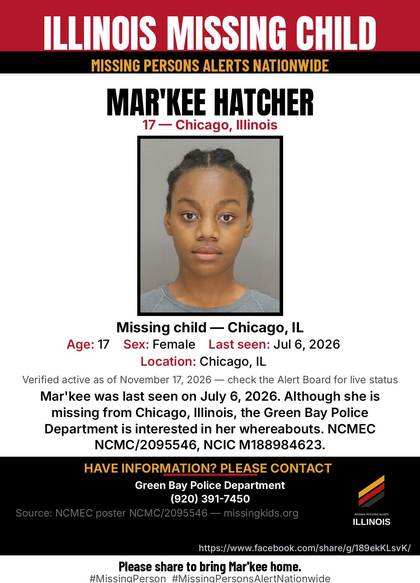 ILLINOIS MISSING CHILD
MISSING PERSONS ALERTS NATIONWIDE
MAR'KEE HATCHER
17 — Chicago, Illinois
Missing child — Chicago, IL
Age: 17 Sex: Female Last seen: Jul 6, 2026
Location: Chicago, IL
Verified active as of November 17, 2026 — check the Alert Board for live status
Mar'kee was last seen on July 6, 2026. Although she is
missing from Chicago, Illinois, the Green Bay Police
Department is interested in her whereabouts. NCMEC
NCMC/2095546, NCIC M188984623.
HAVE INFORMATION? PLEASE CONTACT
Green Bay Police Department
(920) 391-7450
Source: NCMEC poster NCMC/2095546 — missingkids.org
MISSING PERSONS ALERTS
ILLINOIS
https://www.facebook.com/share/g/189ekKLsvK/
Please share to bring Mar'kee home.
#MissingPerson #MissingPersonsAlertNationwide